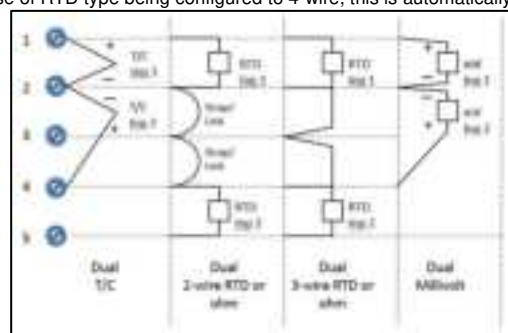 se of RTD type being configured to 4-wire, this is automatically
1
2
3
4
5
+
T/C
Inp.1
−
−
T/C
Inp.2
+
RTD
Inp.1
Strap/
Link
Strap/
Link
RTD
Inp.2
RTD
Inp.1
RTD
Inp.2
+
mV
Inp.1
−
−
mV
Inp.2
+
Dual
T/C
Dual
2-wire RTD or
ohm
Dual
3-wire RTD or
ohm
Dual
Millivolt